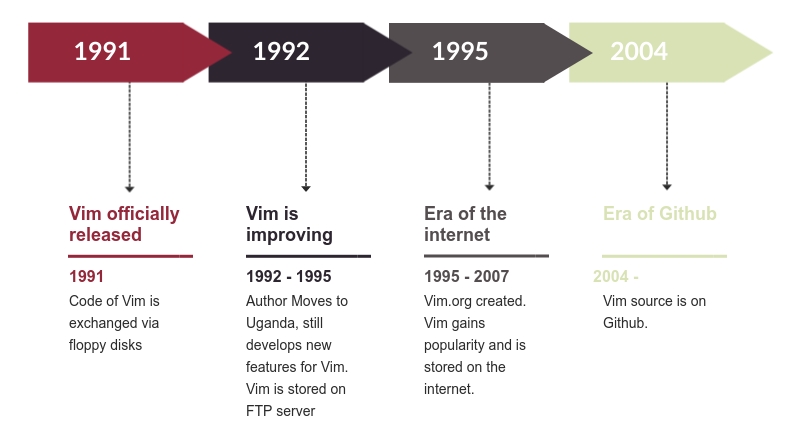 1991
1992
1995
2004
Vim officially
released
1991
Code of Vim is
exchanged via
floppy disks
Vim is
improving
1992 - 1995
Author Moves to
Uganda, still
develops new
features for Vim.
Vim is stored on
FTP server
Era of the
internet
1995 - 2007
Vim.org created.
Vim gains
popularity and is
stored on the
internet.
Era of Github
2004 -
Vim source is on
Github.